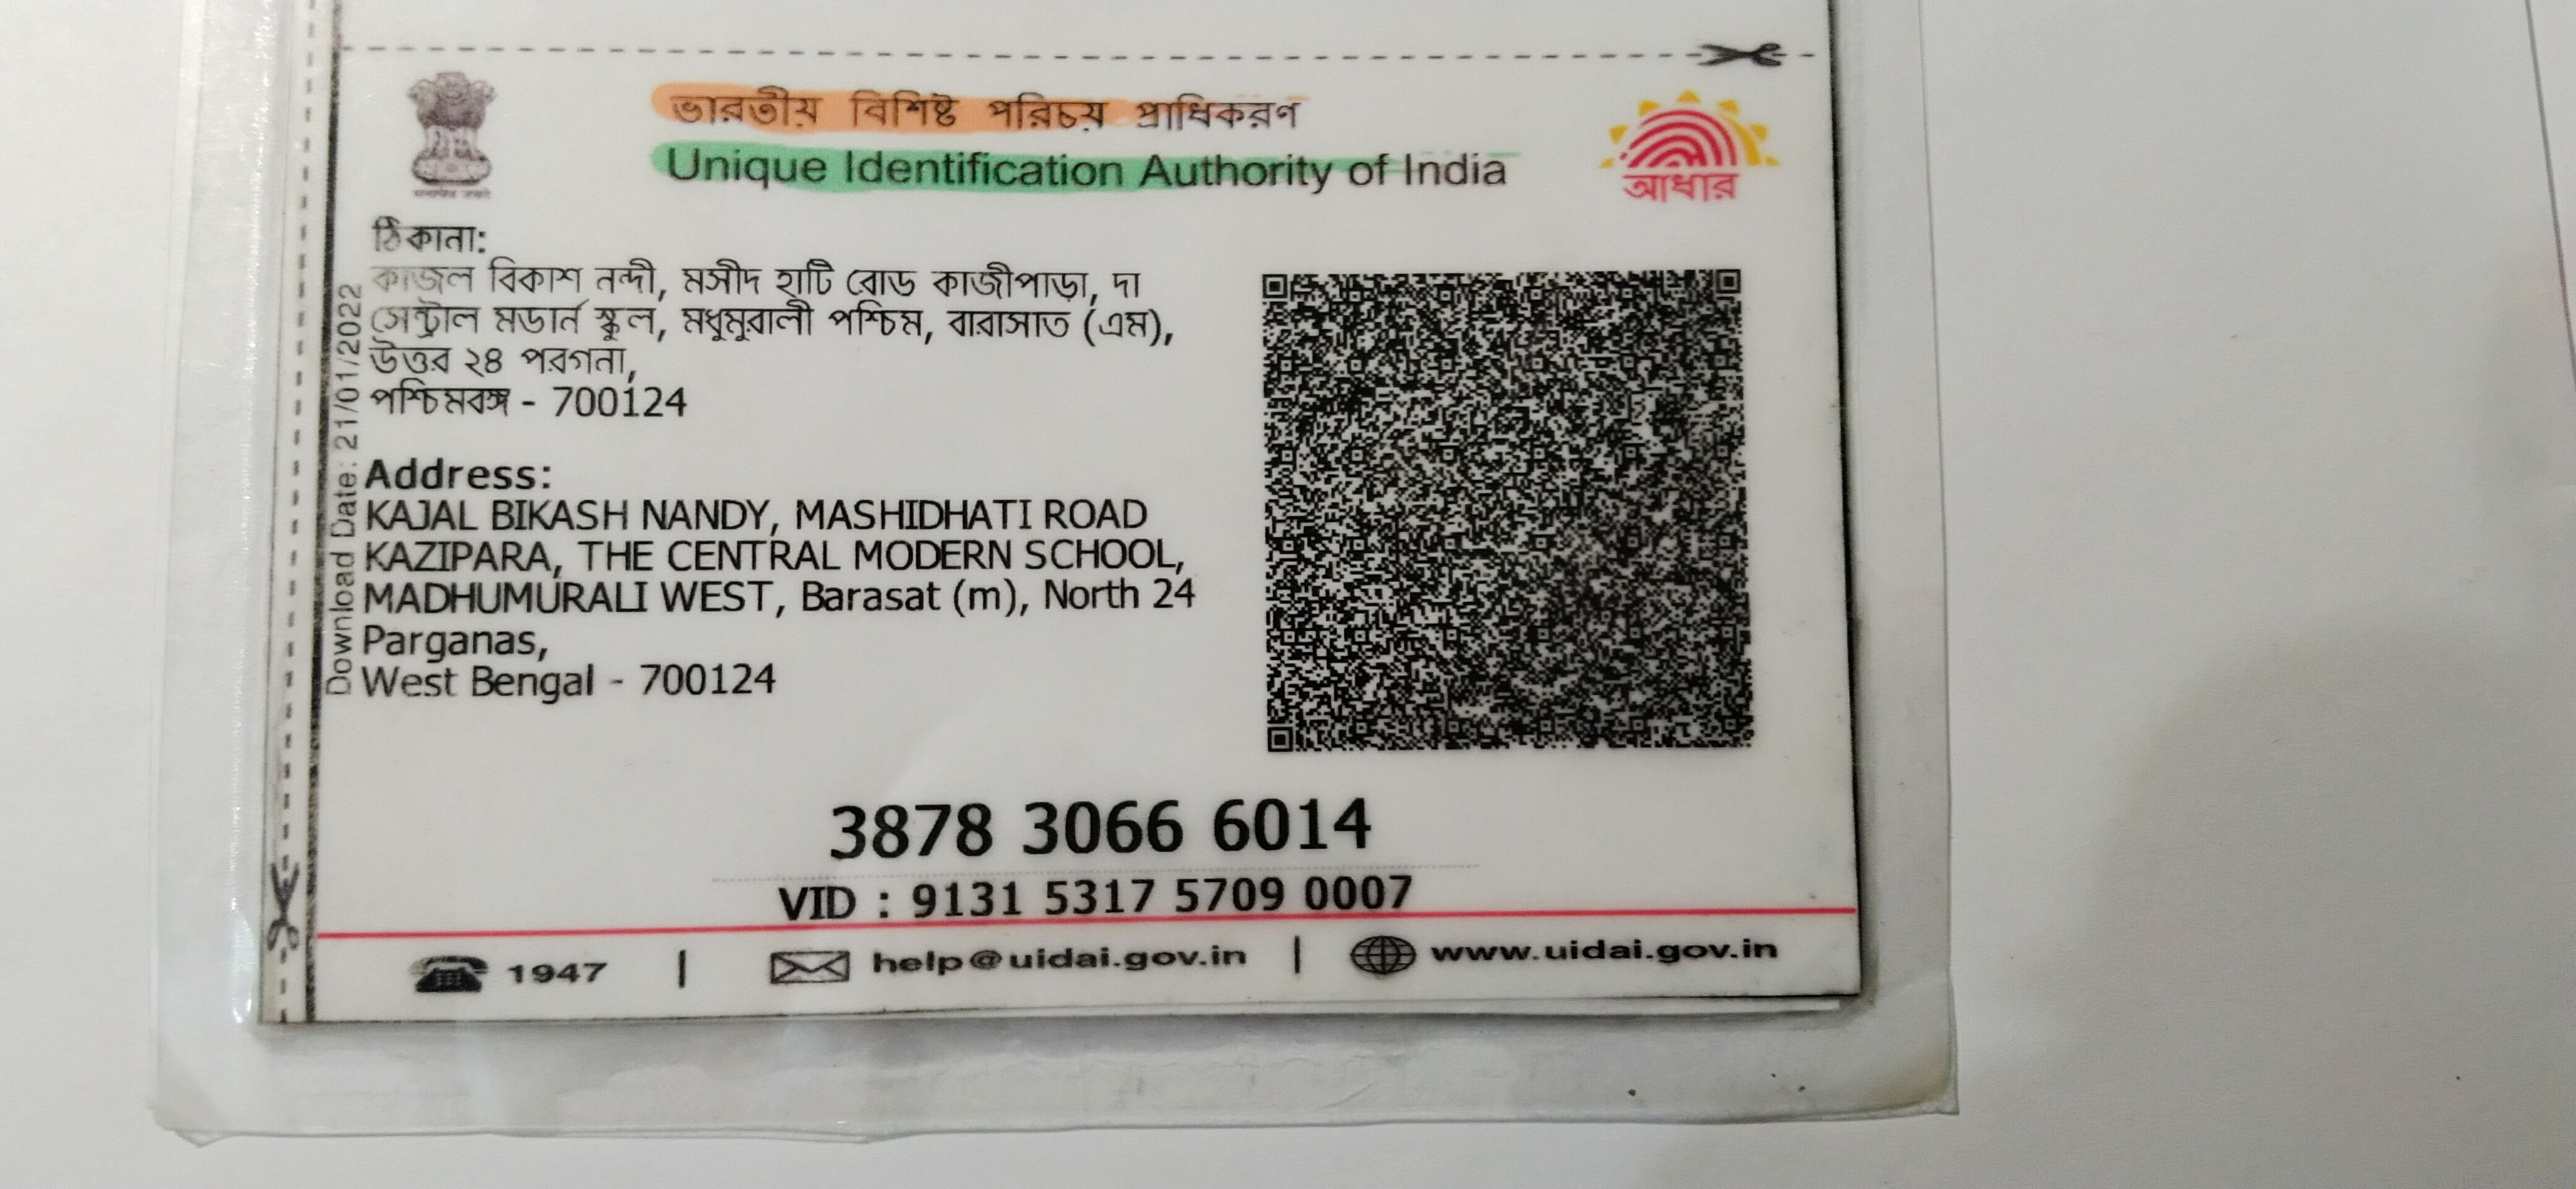 ভারতীয় বিশিষ্ট পরিচয় প্রাধিকরণ
Unique Identification Authority of India
আধার
ঠিকানা:
কাজল বিকাশ নন্দী, মসীদ হাটি রোড কাজীপাড়া, দা
সেন্ট্রাল মডার্ন স্কুল, মধুমুরালী পশ্চিম, বারাসাত (এম),
উত্তর ২৪ পরগনা,
পশ্চিমবঙ্গ - 700124
Download Date: 21/01/2022
Address:
KAJAL BIKASH NANDY, MASHIDHATI ROAD
KAZIPARA, THE CENTRAL MODERN SCHOOL,
MADHUMURALI WEST, Barasat (m), North 24
Parganas,
West Bengal - 700124
3878 3066 6014
VID : 9131 5317 5709 0007
1947 | help@uidai.gov.in | www.uidai.gov.in